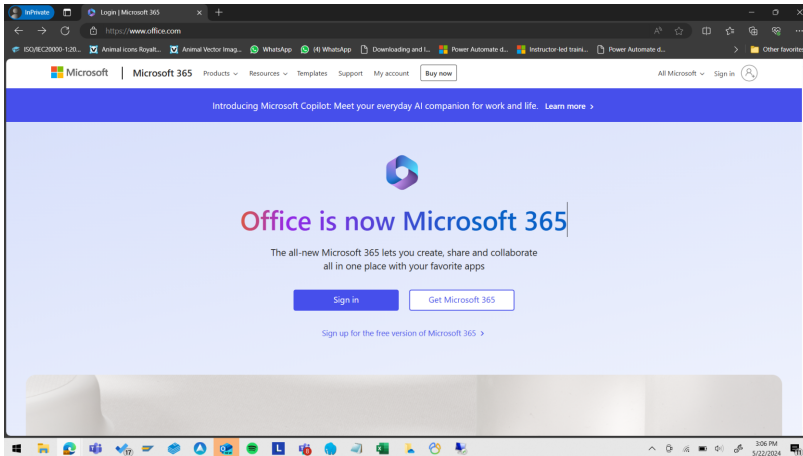 InPrivate
Login | Microsoft 365
https://www.office.com
ISO/IEC20000-1:20...
Animal icons Royalt...
Animal Vector Imag...
WhatsApp
(4) WhatsApp
Downloading and I...
Power Automate d...
Instructor-led traini...
Power Automate d...
Other favorites
Microsoft
Microsoft 365
Products
Resources
Templates
Support
My account
Buy now
All Microsoft
Sign in
Introducing Microsoft Copilot: Meet your everyday AI companion for work and life. Learn more
Office is now Microsoft 365
The all-new Microsoft 365 lets you create, share and collaborate
all in one place with your favorite apps
Sign in
Get Microsoft 365
Sign up for the free version of Microsoft 365
3:06 PM
5/22/2024